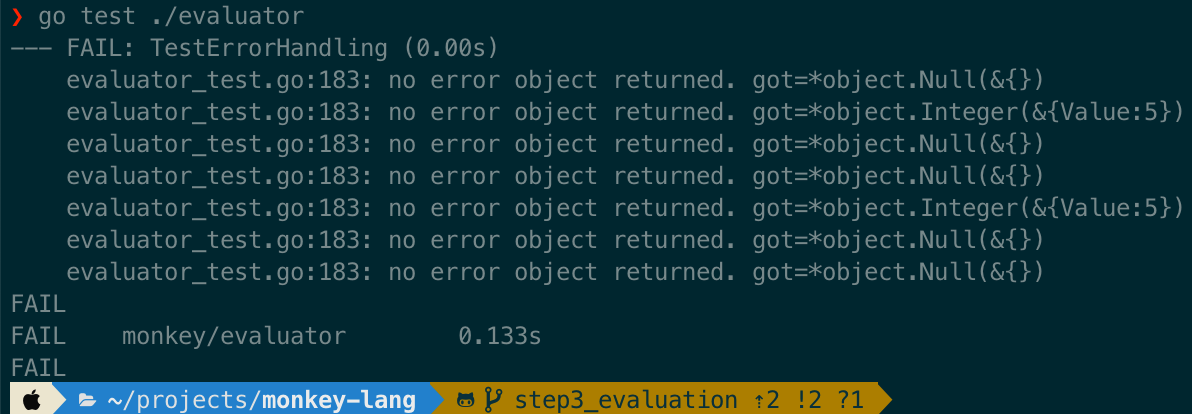 ❯ go test ./evaluator
--- FAIL: TestErrorHandling (0.00s)
    evaluator_test.go:183: no error object returned. got=*object.Null(&{})
    evaluator_test.go:183: no error object returned. got=*object.Integer(&{Value:5})
    evaluator_test.go:183: no error object returned. got=*object.Null(&{})
    evaluator_test.go:183: no error object returned. got=*object.Null(&{})
    evaluator_test.go:183: no error object returned. got=*object.Integer(&{Value:5})
    evaluator_test.go:183: no error object returned. got=*object.Null(&{})
    evaluator_test.go:183: no error object returned. got=*object.Null(&{})
FAIL
FAIL    monkey/evaluator        0.133s
FAIL
~/projects/monkey-lang step3_evaluation ⇡2 !2 ?1